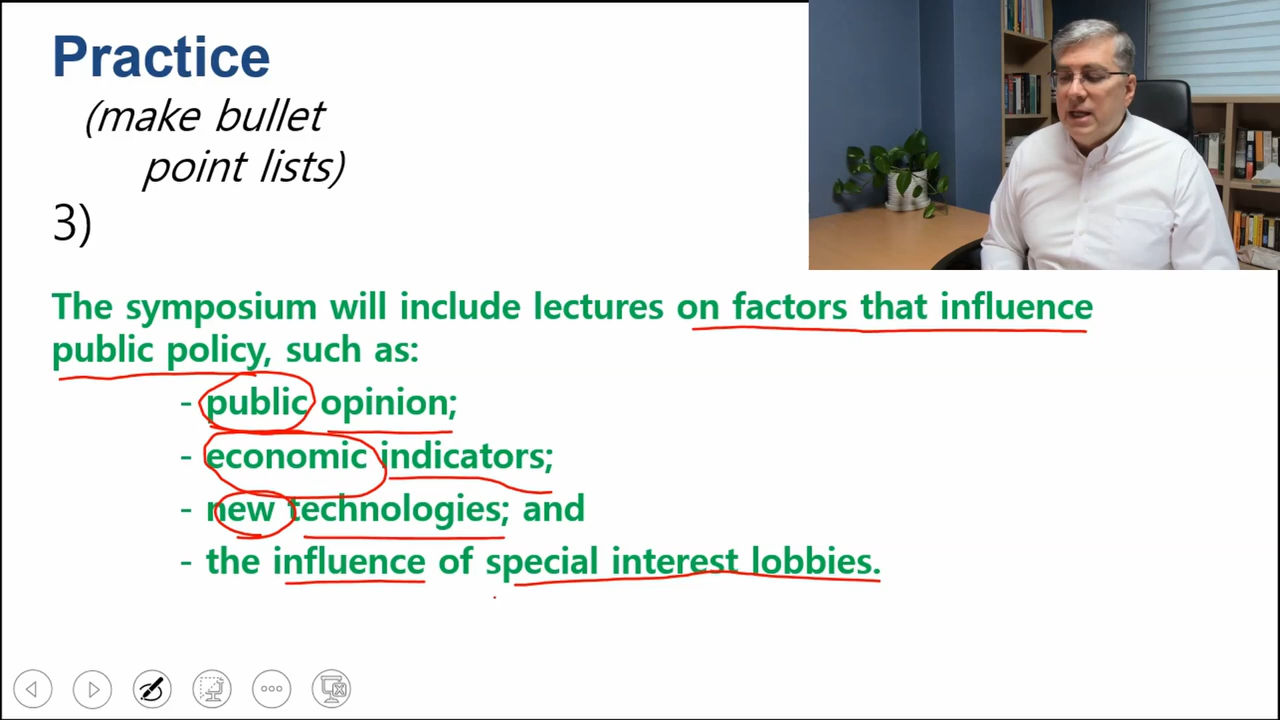 Practice
(make bullet
point lists)
3)
The symposium will include lectures on factors that influence
public policy, such as:
- public opinion;
- economic indicators;
- new technologies; and
- the influence of special interest lobbies.